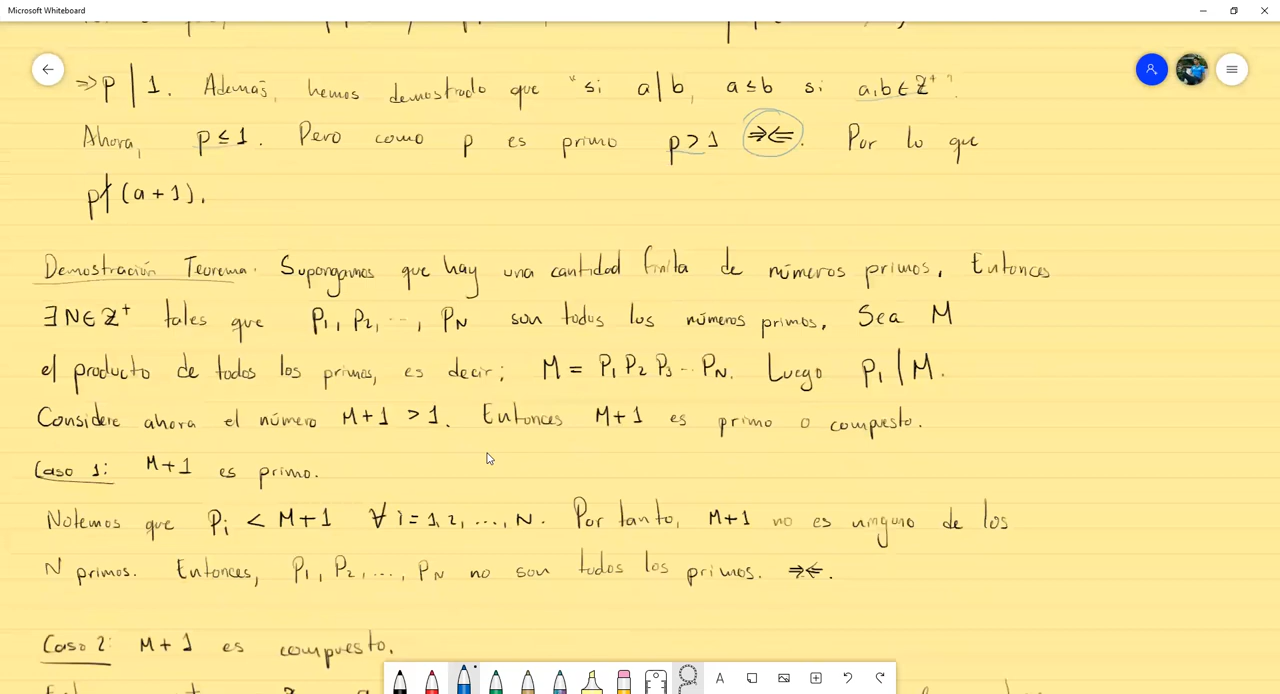 Microsoft Whiteboard
⇒ p | 1. Además, hemos demostrado que "si a|b, a ≤ b si a,b ∈ Z⁺".
Ahora, p ≤ 1. Pero como p es primo p > 1 ⇒⇐. Por lo que
p∤(a+1).
Demostración Teorema. Supongamos que hay una cantidad finita de números primos. Entonces
∃ N ∈ Z⁺ tales que P₁, P₂, ..., P_N son todos los números primos. Sea M
el producto de todos los primos, es decir; M = P₁ P₂ P₃ ... P_N. Luego P₁ | M.
Considere ahora el número M+1 > 1. Entonces M+1 es primo o compuesto.
Caso 1: M+1 es primo.
Notemos que Pᵢ < M+1 ∀ i = 1, 2, ..., N. Por tanto, M+1 no es ninguno de los
N primos. Entonces, P₁, P₂, ..., P_N no son todos los primos. ⇒⇐.
Caso 2: M+1 es compuesto.